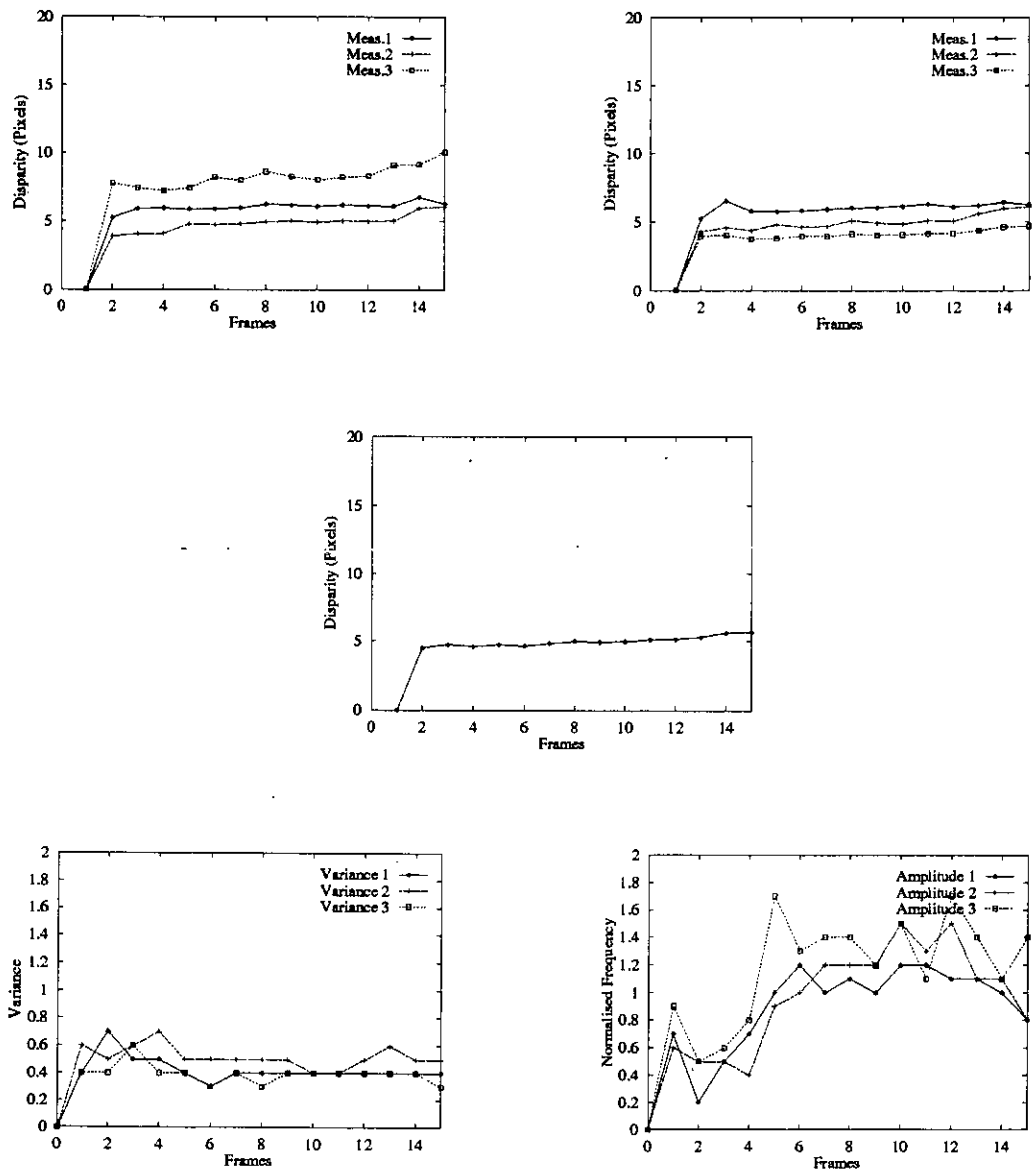 20
15
10
5
0
Disparity (Pixels)
Meas.1
Meas.2
Meas.3
0 2 4 6 8 10 12 14
Frames
20
15
10
5
0
Disparity (Pixels)
Meas.1
Meas.2
Meas.3
0 2 4 6 8 10 12 14
Frames
20
15
10
5
0
Disparity (Pixels)
0 2 4 6 8 10 12 14
Frames
2
1.8
1.6
1.4
1.2
1
0.8
0.6
0.4
0.2
0
Variance
Variance 1
Variance 2
Variance 3
0 2 4 6 8 10 12 14
Frames
2
1.8
1.6
1.4
1.2
1
0.8
0.6
0.4
0.2
0
Normalised Frequency
Amplitude 1
Amplitude 2
Amplitude 3
0 2 4 6 8 10 12 14
Frames